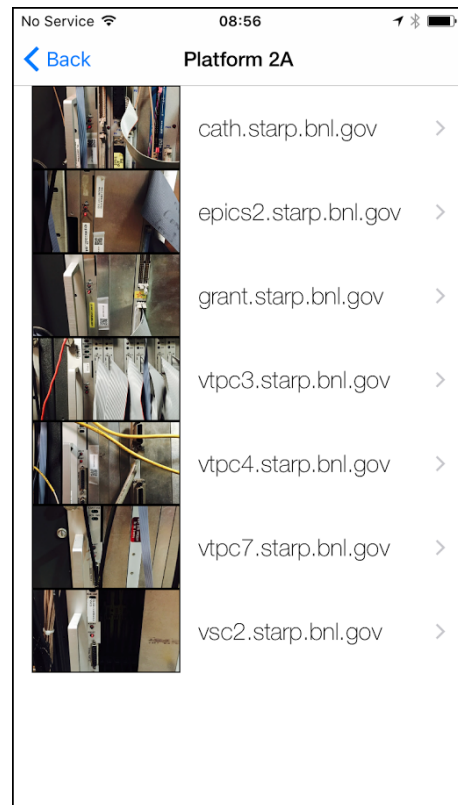 No Service 08:56
Back Platform 2A
cath.starp.bnl.gov
epics2.starp.bnl.gov
grant.starp.bnl.gov
vtpc3.starp.bnl.gov
vtpc4.starp.bnl.gov
vtpc7.starp.bnl.gov
vsc2.starp.bnl.gov